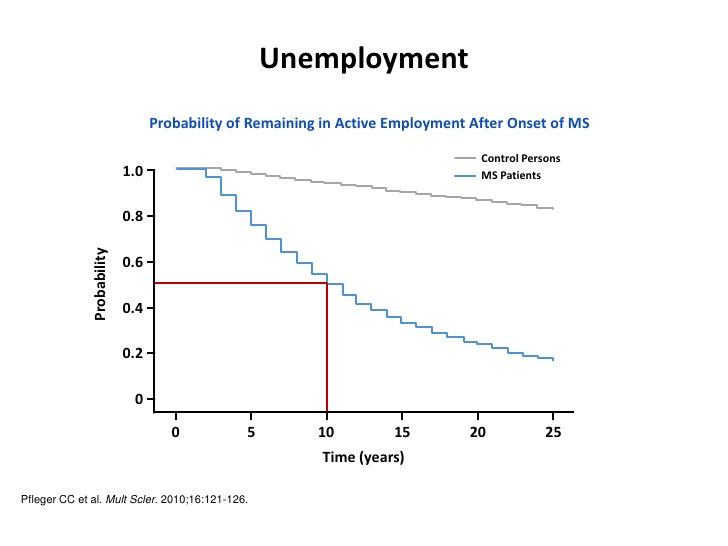 Unemployment
Probability of Remaining in Active Employment After Onset of MS
Control Persons
MS Patients
1.0
0.8
0.6
0.4
0.2
0
Probability
0 5 10 15 20 25
Time (years)
Pfleger CC et al. Mult Scler. 2010;16:121-126.